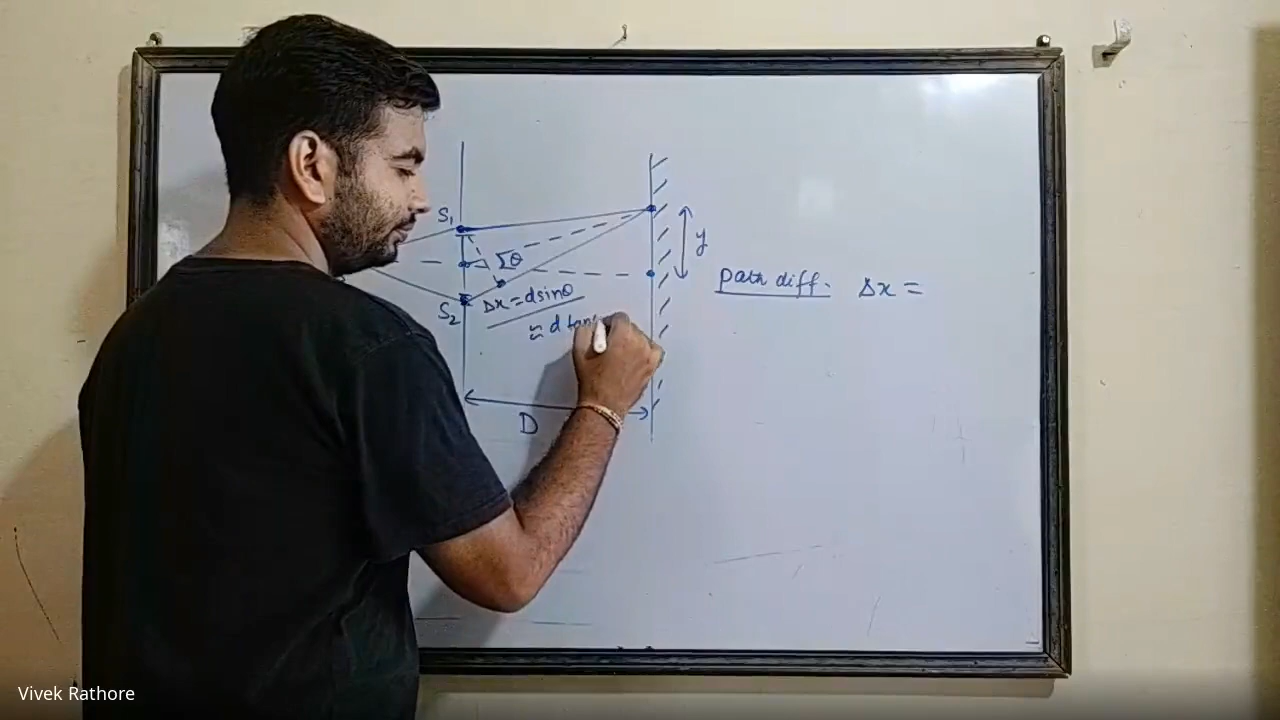 S1
θ
y
Path diff. Δx =
S2
Δx = dsinθ
≈ d tan
D
Vivek Rathore